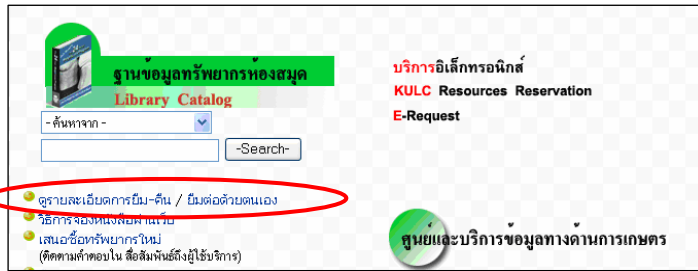 ฐานข้อมูลทรัพยากรห้องสมุด
Library Catalog
- ค้นหาจาก -
-Search-
ดูรายละเอียดการยืม-คืน / ยืมต่อด้วยตนเอง
วิธีการจองหนังสือผ่านเว็บ
เสนอซื้อทรัพยากรใหม่
(ติดตามคำตอบใน สื่อสัมพันธ์ถึงผู้ใช้บริการ)
บริการอิเล็กทรอนิกส์
KULC Resources Reservation
E-Request
ศูนย์และบริการข้อมูลทางด้านการเกษตร